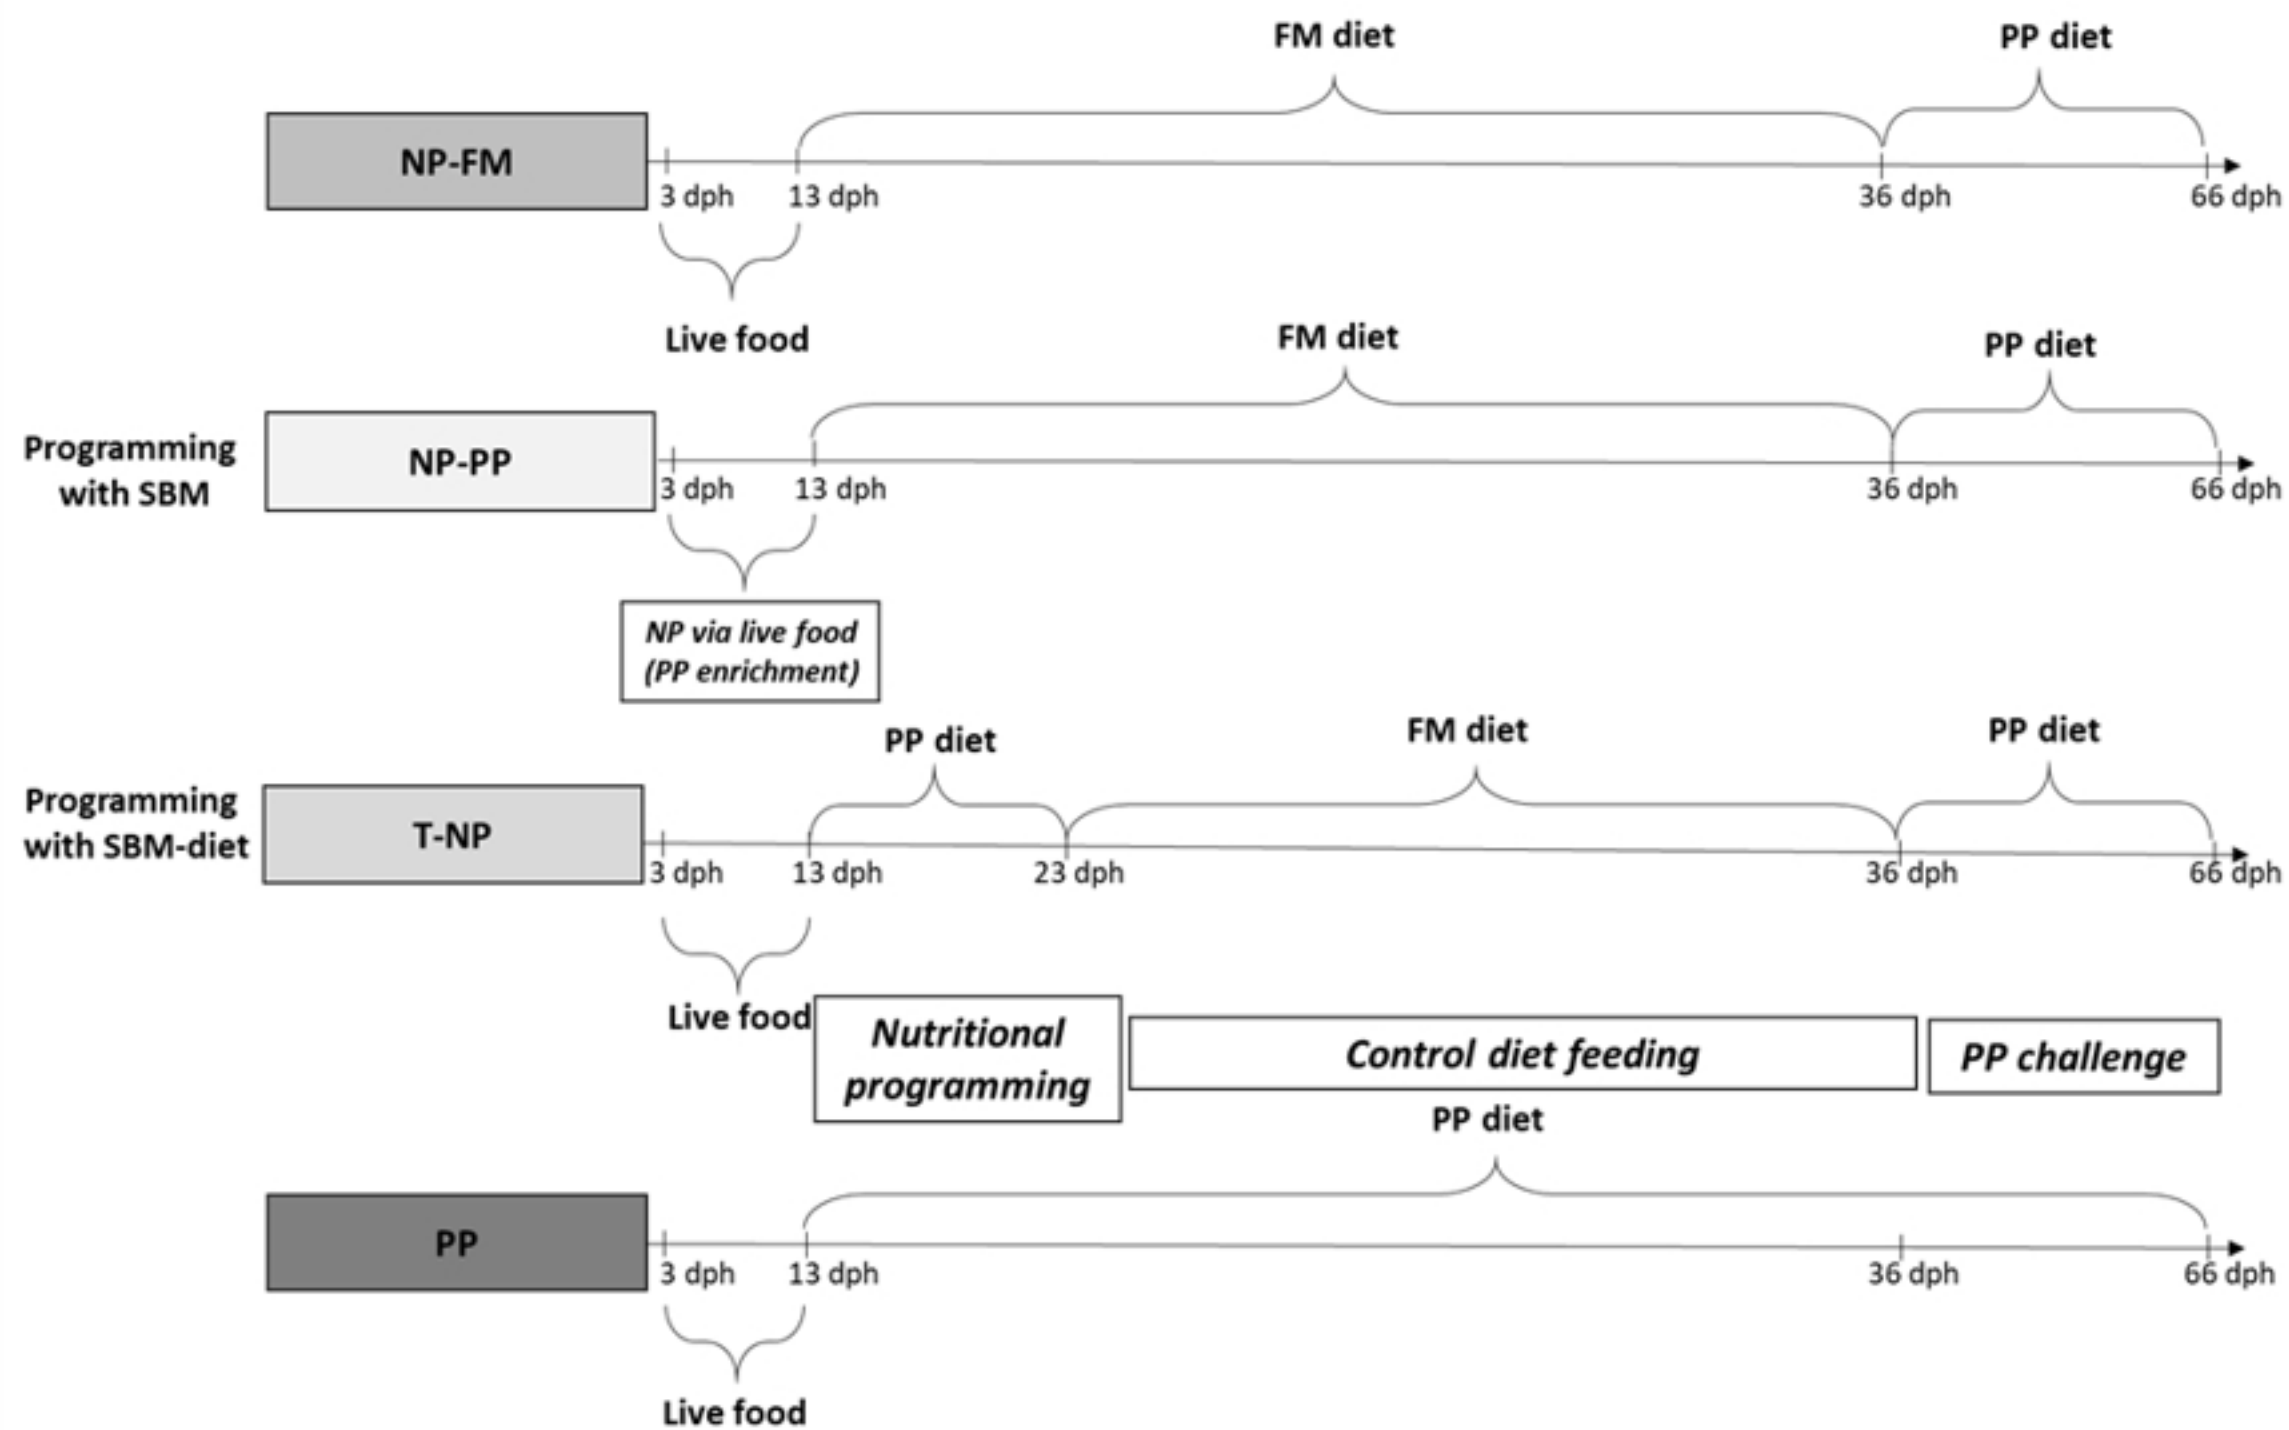 FM diet
PP diet
NP-FM
3 dph
13 dph
36 dph
66 dph
Live food
FM diet
PP diet
Programming
with SBM
NP-PP
3 dph
13 dph
36 dph
66 dph
NP via live food
(PP enrichment)
PP diet
FM diet
PP diet
Programming
with SBM-diet
T-NP
3 dph
13 dph
23 dph
36 dph
66 dph
Live food
Nutritional
programming
Control diet feeding
PP challenge
PP diet
PP
3 dph
13 dph
36 dph
66 dph
Live food